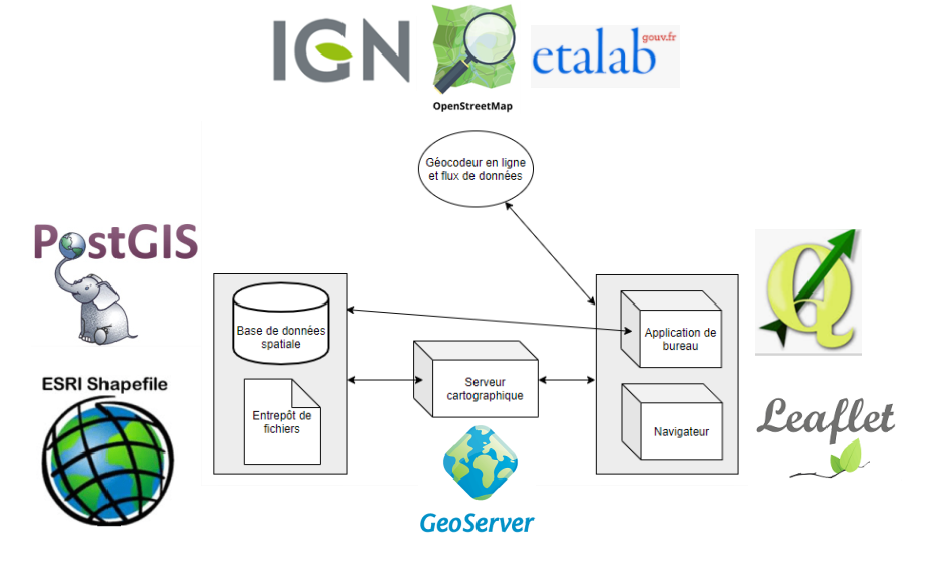 IGN
OpenStreetMap
etalab
gouv.fr
Géocodeur en ligne
et flux de données
PostGIS
Base de données
spatiale
Application de
bureau
ESRI Shapefile
Serveur
cartographique
Entrepôt de
fichiers
Navigateur
Leaflet
GeoServer